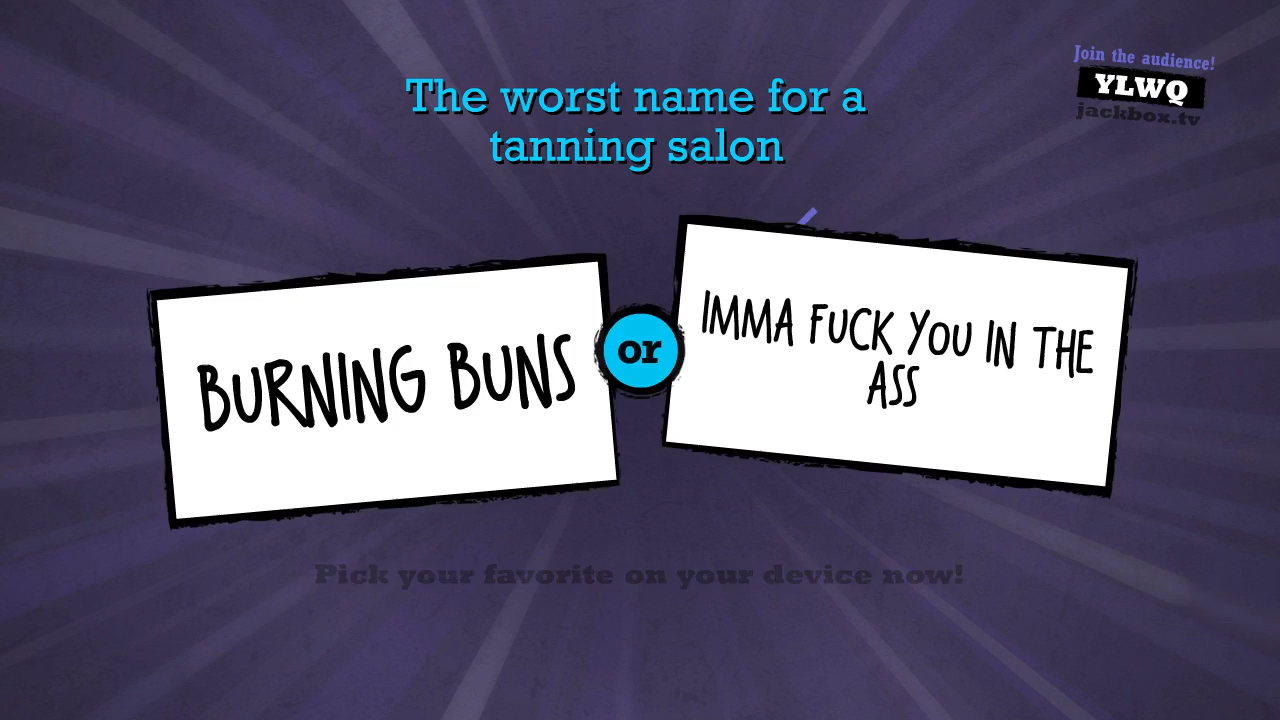 Join the audience!
YLWQ
jackbox.tv
The worst name for a
tanning salon
BURNING BUNS
or
IMMA FUCK YOU IN THE
ASS
Pick your favorite on your device now!